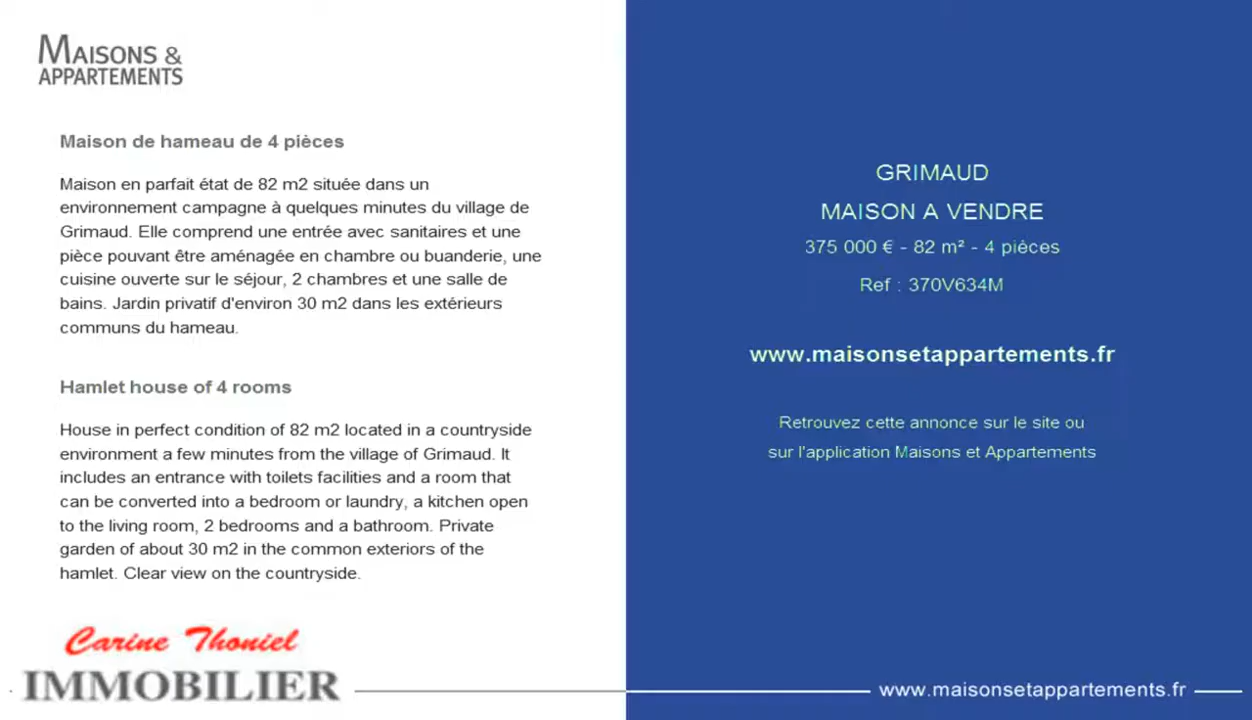 MAISONS &
APPARTEMENTS
Maison de hameau de 4 pièces
Maison en parfait état de 82 m2 située dans un
environnement campagne à quelques minutes du village de
Grimaud. Elle comprend une entrée avec sanitaires et une
pièce pouvant être aménagée en chambre ou buanderie, une
cuisine ouverte sur le séjour, 2 chambres et une salle de
bains. Jardin privatif d'environ 30 m2 dans les extérieurs
communs du hameau.
Hamlet house of 4 rooms
House in perfect condition of 82 m2 located in a countryside
environment a few minutes from the village of Grimaud. It
includes an entrance with toilets facilities and a room that
can be converted into a bedroom or laundry, a kitchen open
to the living room, 2 bedrooms and a bathroom. Private
garden of about 30 m2 in the common exteriors of the
hamlet. Clear view on the countryside.
Carine Thoniel
IMMOBILIER
GRIMAUD
MAISON A VENDRE
375 000 € - 82 m² - 4 pièces
Ref : 370V634M
www.maisonsetappartements.fr
Retrouvez cette annonce sur le site ou
sur l'application Maisons et Appartements
www.maisonsetappartements.fr